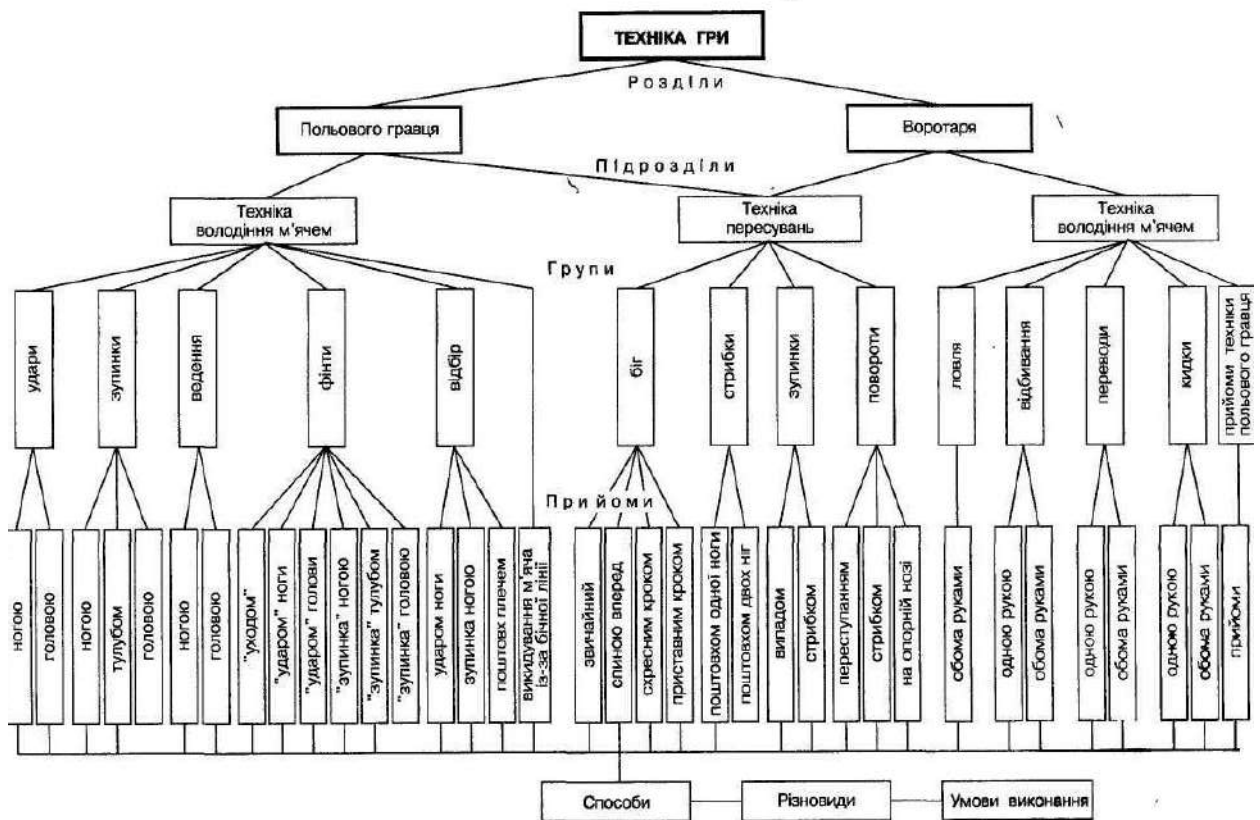 ТЕХНІКА ГРИ
Розділи
Польового гравця
Воротаря
Підрозділи
Техніка
володіння м'ячем
Техніка
пересувань
Техніка
володіння м'ячем
Групи
удари
зупинки
ведення
фінти
відбір
біг
стрибки
зупинки
повороти
ловля
відбивання
переводи
кидки
прийоми техніки
польового гравця
Прийоми
ногою
головою
ногою
тулубом
головою
ногою
головою
"уходом"
"ударом" ноги
"ударом" голови
"зупинка" ногою
"зупинка" тулубом
"зупинка" головою
ударом ноги
зупинка ногою
поштовх плечем
викидування м'яча
із-за бічної лінії
звичайний
спиною вперед
схресним кроком
приставним кроком
поштовхом одної ноги
поштовхом двох ніг
випадом
стрибком
переступанням
стрибком
на опорній нозі
обома руками
одною рукою
обома руками
одною рукою
обома руками
одною рукою
обома руками
прийоми
Способи
Різновиди
Умови виконання